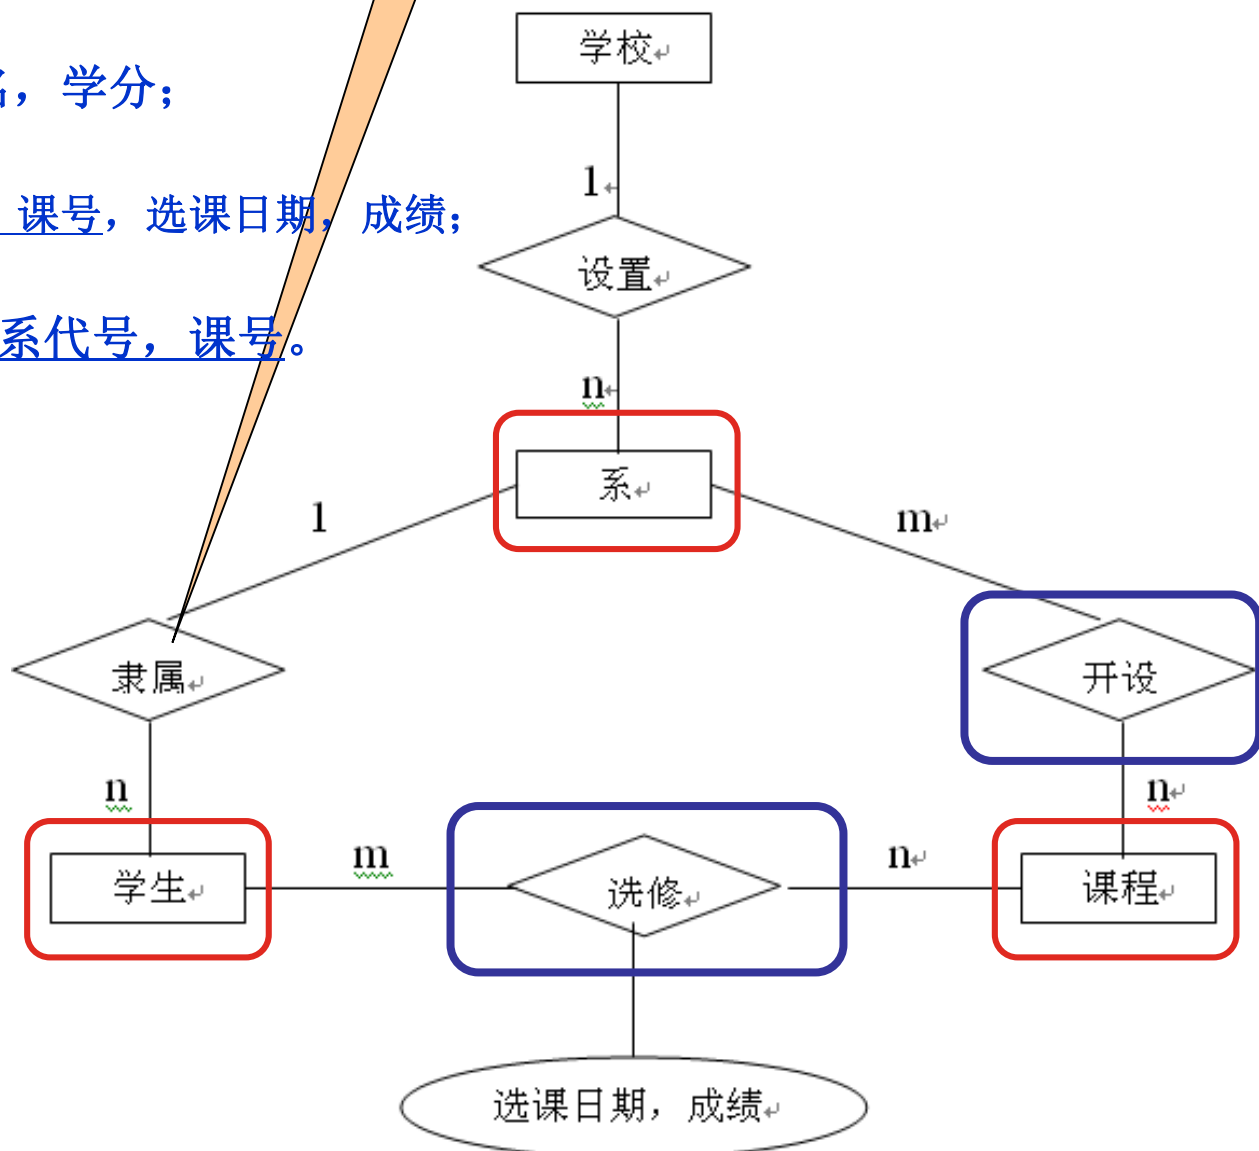 学校
名，学分；
1
课号，选课日期，成绩；
设置
系代号，课号。
n
系
1
m
隶属
开设
n
n
学生
m
选修
n
课程
选课日期，成绩